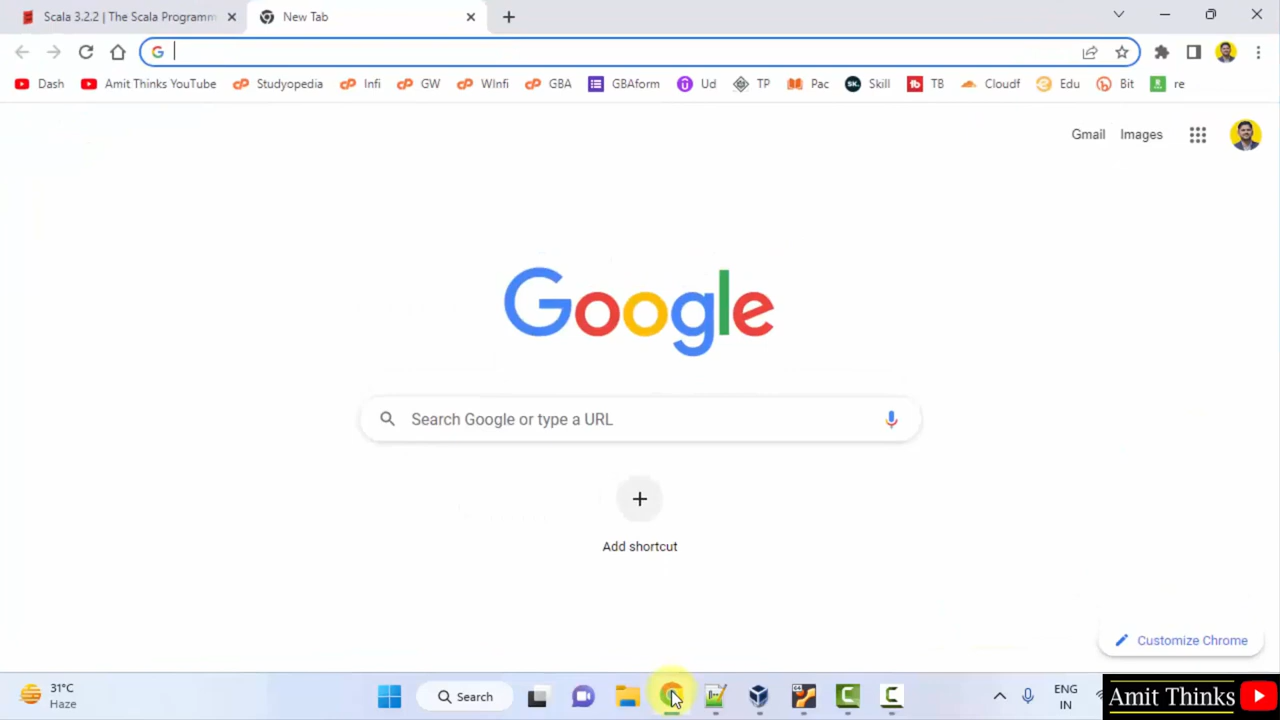 Scala 3.2.2 | The Scala Programm
New Tab
Dash
Amit Thinks YouTube
Studyopedia
Infi
GW
WInfi
GBA
GBAform
Ud
TP
Pac
Skill
TB
Cloudf
Edu
Bit
re
Gmail
Images
Google
Search Google or type a URL
Add shortcut
Customize Chrome
31°C
Haze
Search
ENG
IN
Amit Thinks